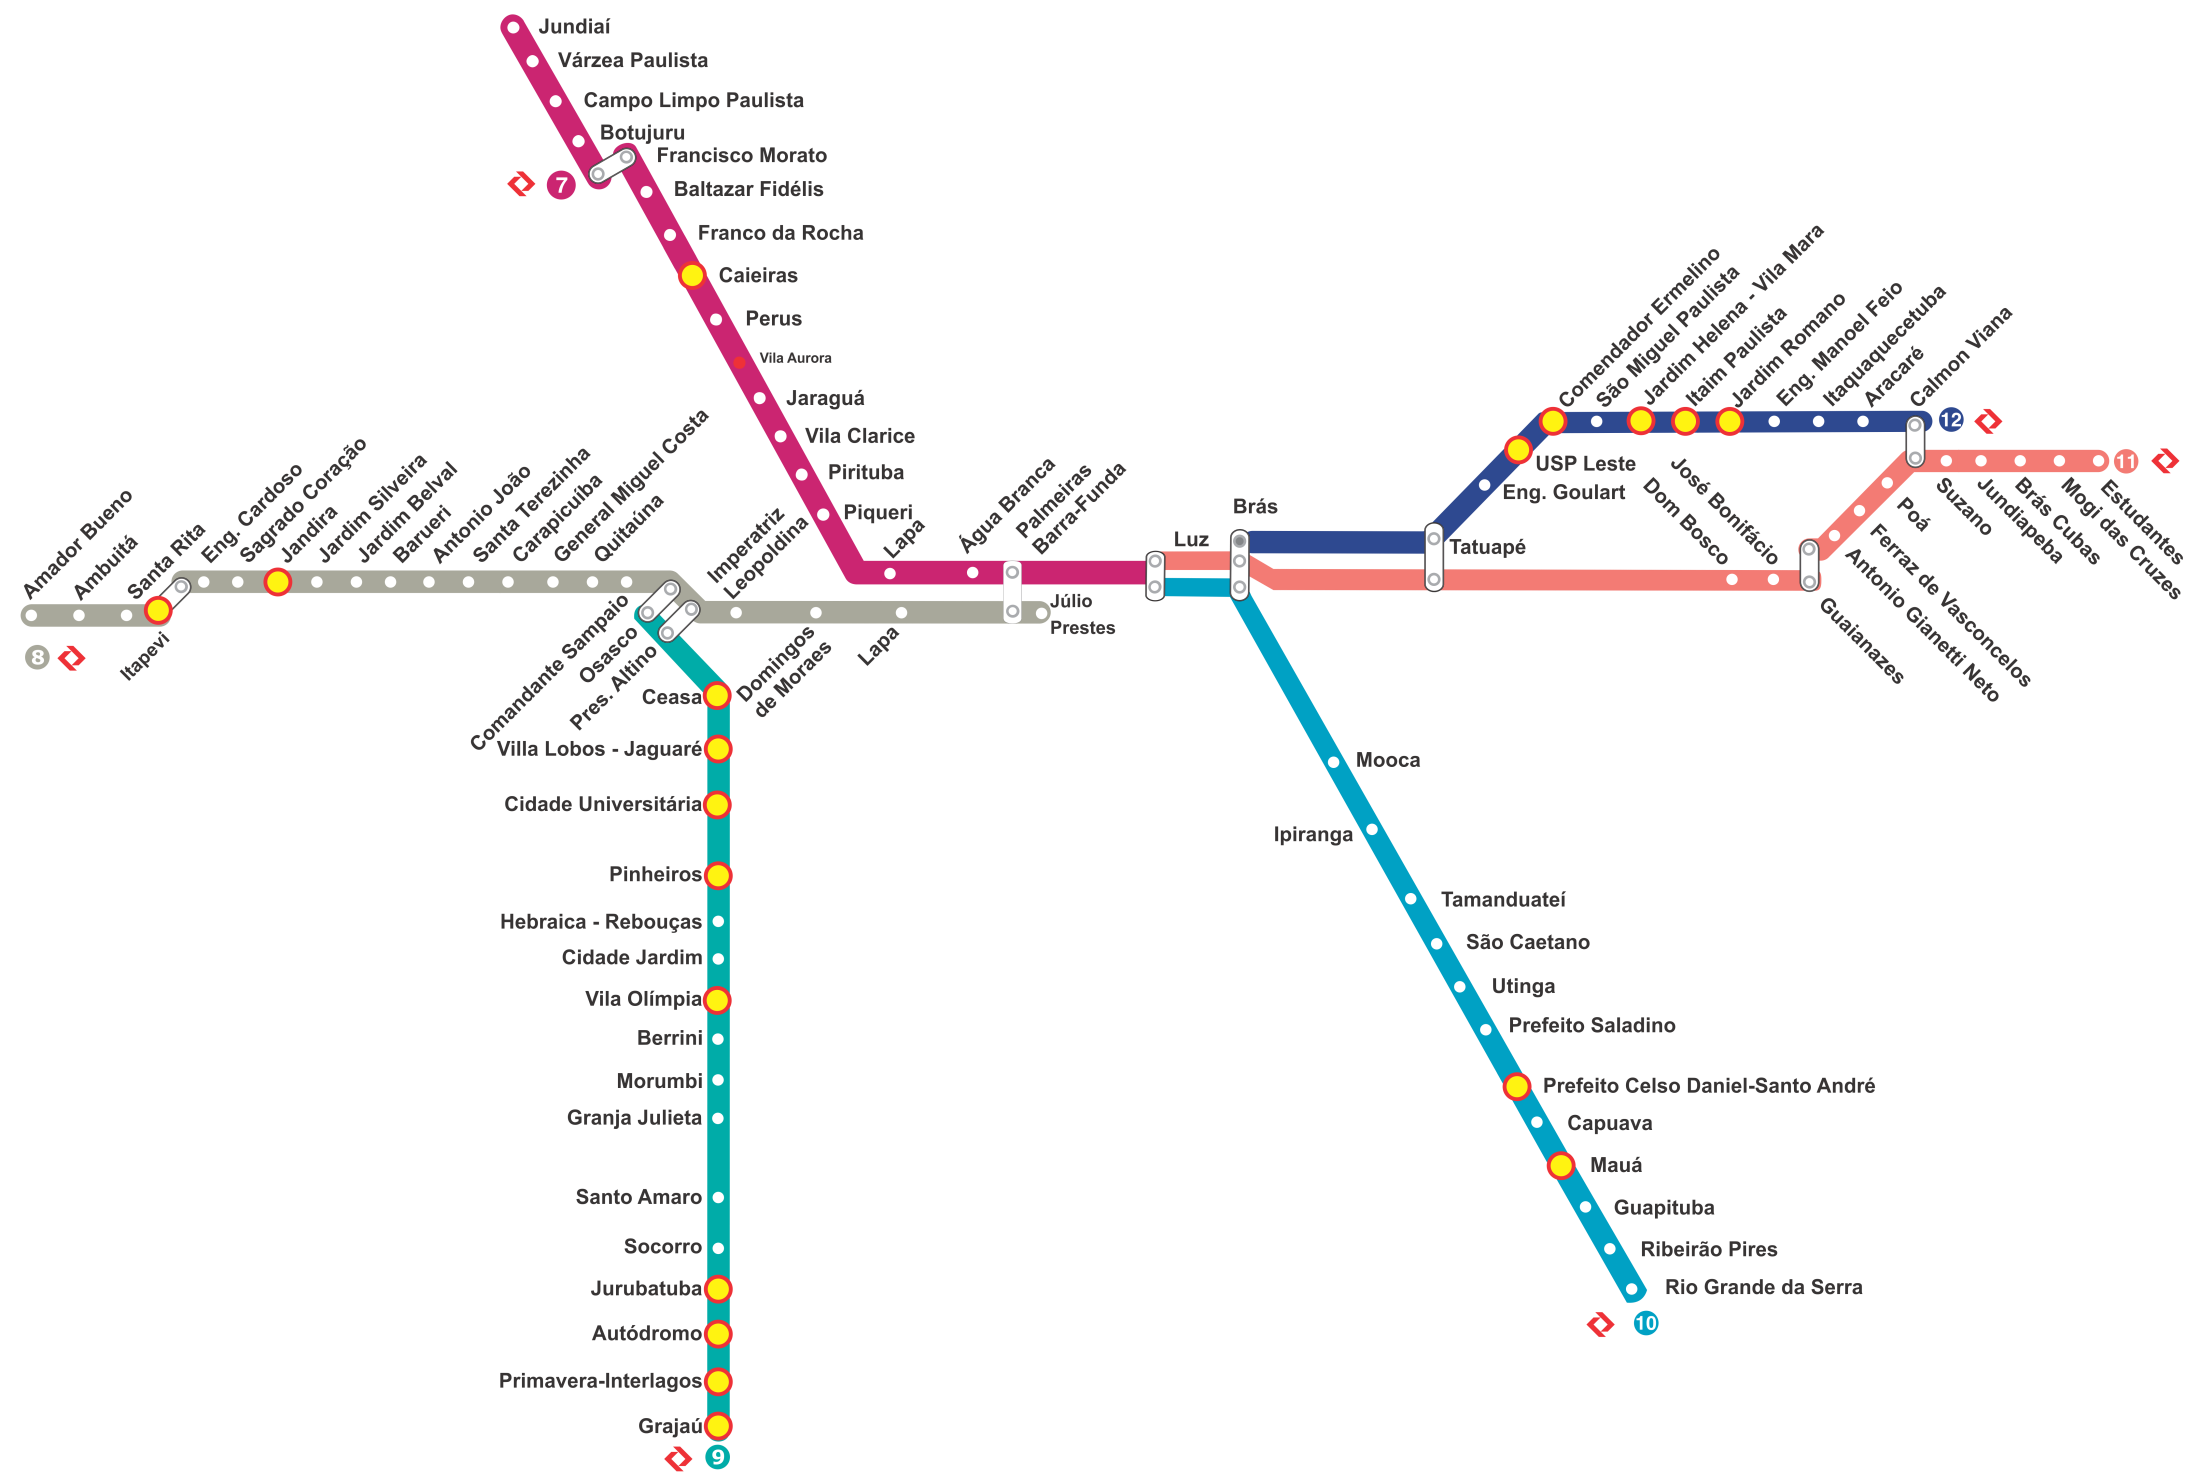 Jundiaí
Várzea Paulista
Campo Limpo Paulista
Botujuru
Francisco Morato
7
Baltazar Fidélis
Franco da Rocha
Caieiras
Perus
Vila Aurora
Jaraguá
Vila Clarice
Pirituba
Piqueri
Lapa
Água Branca
Palmeiras
Barra-Funda
Luz
Brás
Amador Bueno
Ambuitá
Santa Rita
Itapevi
Eng. Cardoso
Sagrado Coração
Jandira
Jardim Silveira
Jardim Belval
Barueri
Antonio João
Santa Terezinha
Carapicuíba
General Miguel Costa
Quitaúna
Comandante Sampaio
Osasco
Pres. Altino
Imperatriz
Leopoldina
Domingos
de Moraes
Lapa
Júlio
Prestes
8
Ceasa
Villa Lobos - Jaguaré
Cidade Universitária
Pinheiros
Hebraica - Rebouças
Cidade Jardim
Vila Olímpia
Berrini
Morumbi
Granja Julieta
Santo Amaro
Socorro
Jurubatuba
Autódromo
Primavera-Interlagos
Grajaú
9
Mooca
Ipiranga
Tamanduateí
São Caetano
Utinga
Prefeito Saladino
Prefeito Celso Daniel-Santo André
Capuava
Mauá
Guapituba
Ribeirão Pires
Rio Grande da Serra
10
Tatuapé
Eng. Goulart
USP Leste
Comendador Ermelino
São Miguel Paulista
Jardim Helena - Vila Mara
Itaim Paulista
Jardim Romano
Eng. Manoel Feio
Itaquaquecetuba
Aracaré
Calmon Viana
12
Dom Bosco
José Bonifácio
Guaianazes
Antonio Gianetti Neto
Ferraz de Vasconcelos
Poá
Suzano
Jundiapeba
Brás Cubas
Mogi das Cruzes
Estudantes
11